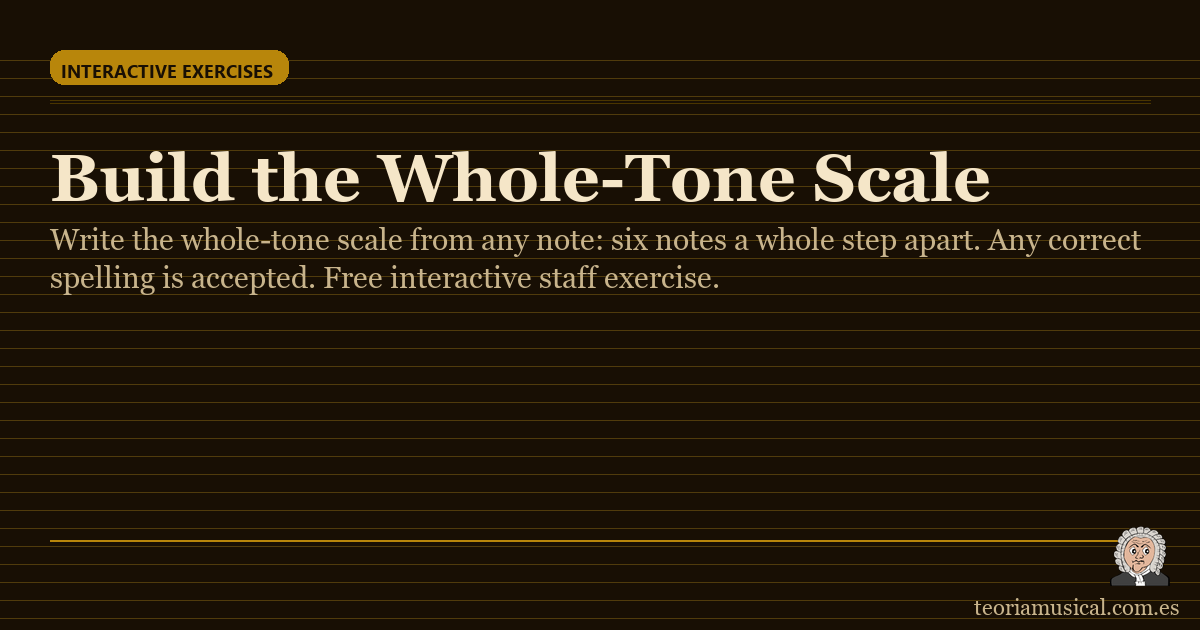 INTERACTIVE EXERCISES
Build the Whole-Tone Scale
Write the whole-tone scale from any note: six notes a whole step apart. Any correct
spelling is accepted. Free interactive staff exercise.
teoriamusical.com.es